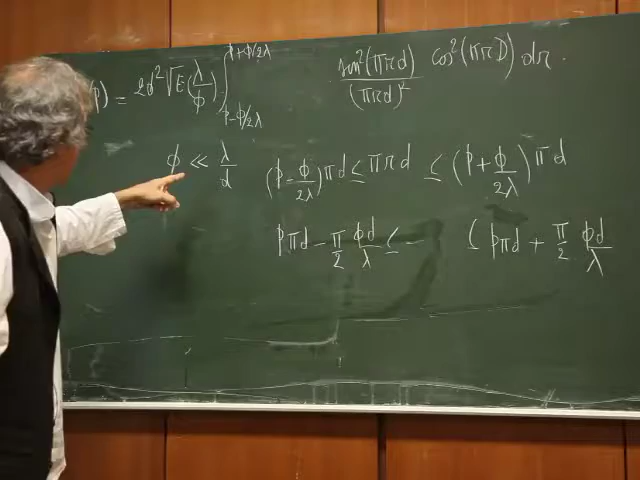 p) = 2d² √E (λ/ϕ) ∫_{p-ϕ/2λ}^{p+ϕ/2λ} sin²(πrd)/(πrd)² cos²(πrD) dr.
ϕ ≪ λ/d (p - ϕ/2λ)πd ≤ πrd ≤ (p + ϕ/2λ)πd
pπd - π/2 ϕd/λ ≤ - ≤ pπd + π/2 ϕd/λ